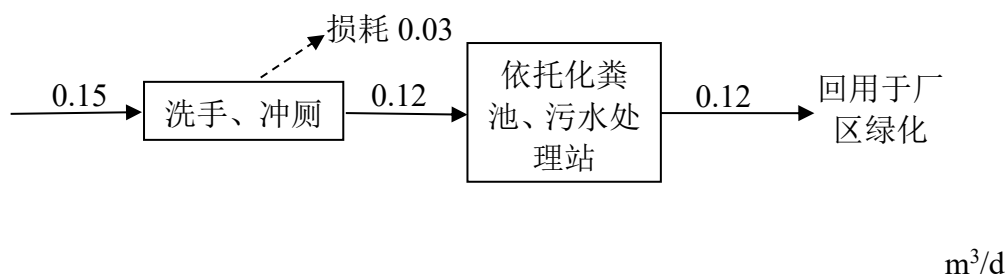 损耗 0.03
0.15
洗手、冲厕
0.12
依托化粪
池、污水处
理站
0.12
回用于厂
区绿化
m³/d